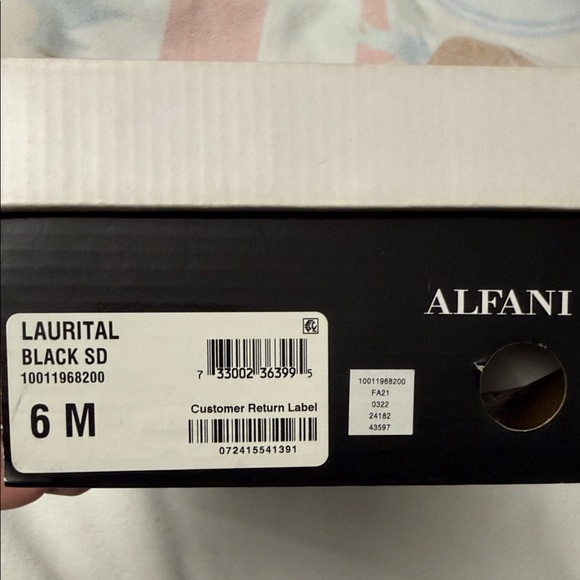 ALFANI
LAURITAL
BLACK SD
10011968200
6 M
7 33002 36399 5
Customer Return Label
072415541391
10011968200
FA21
0322
24182
43597